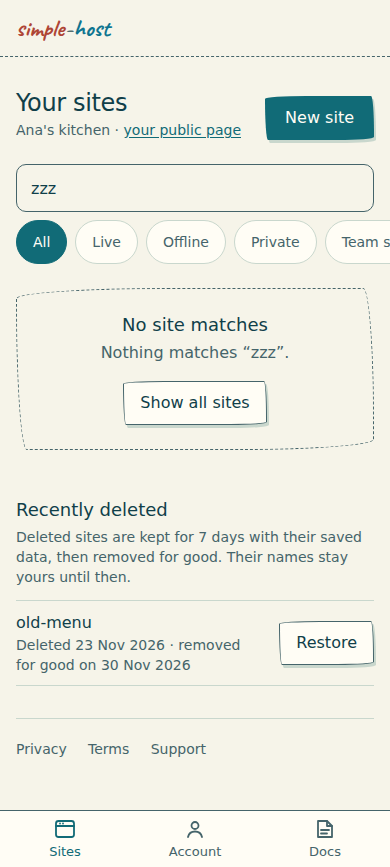 simple-host
Your sites
Ana's kitchen · your public page
New site
zzz
All Live Offline Private Team s
No site matches
Nothing matches “zzz”.
Show all sites
Recently deleted
Deleted sites are kept for 7 days with their saved
data, then removed for good. Their names stay
yours until then.
old-menu
Deleted 23 Nov 2026 · removed
for good on 30 Nov 2026
Restore
Privacy Terms Support
Sites Account Docs